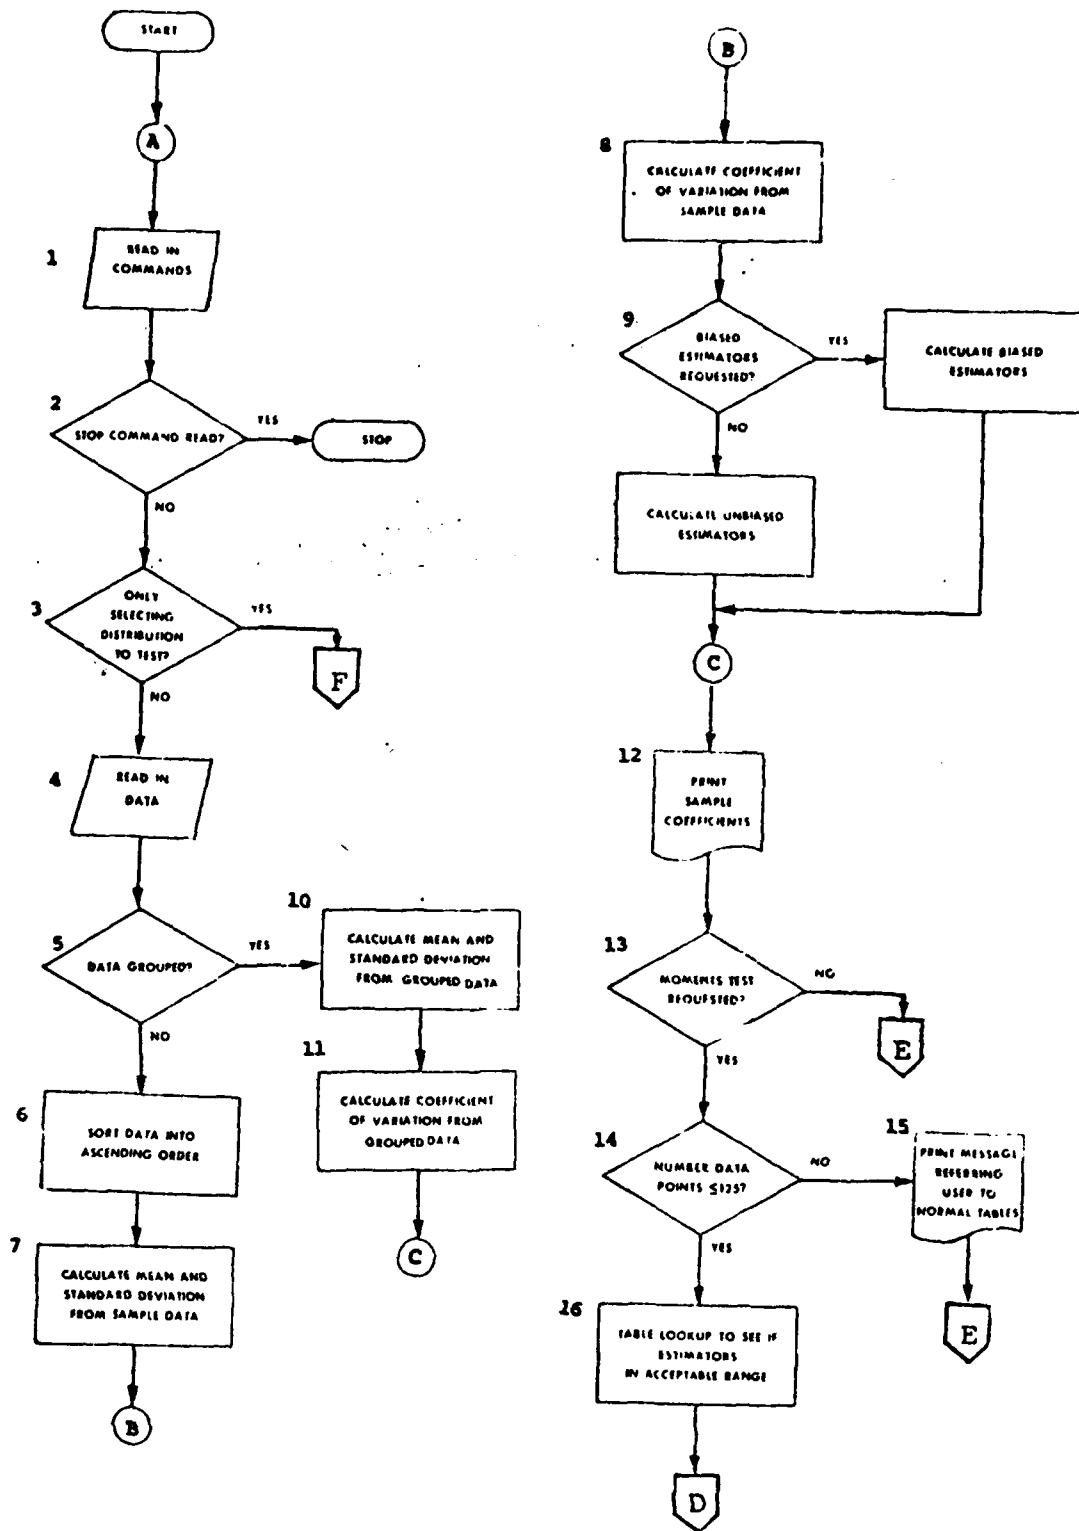 START
A
1
READ IN
COMMANDS
2
STOP COMMAND READ?
YES
STOP
NO
3
ONLY
SELECTING
DISTRIBUTION
TO TEST?
YES
F
NO
4
READ IN
DATA
5
DATA GROUPED?
YES
NO
10
CALCULATE MEAN AND
STANDARD DEVIATION
FROM GROUPED DATA
11
CALCULATE COEFFICIENT
OF VARIATION FROM
GROUPED DATA
C
6
SORT DATA INTO
ASCENDING ORDER
7
CALCULATE MEAN AND
STANDARD DEVIATION
FROM SAMPLE DATA
B
B
8
CALCULATE COEFFICIENT
OF VARIATION FROM
SAMPLE DATA
9
BIASED
ESTIMATORS
REQUESTED?
YES
CALCULATE BIASED
ESTIMATORS
NO
CALCULATE UNBIASED
ESTIMATORS
C
12
PRINT
SAMPLE
COEFFICIENTS
13
MOMENTS TEST
REQUESTED?
NO
E
YES
14
NUMBER DATA
POINTS ≤125?
NO
15
PRINT MESSAGE
REFERRING
USER TO
NORMAL TABLES
E
YES
16
TABLE LOOKUP TO SEE IF
ESTIMATORS
IN ACCEPTABLE RANGE
D